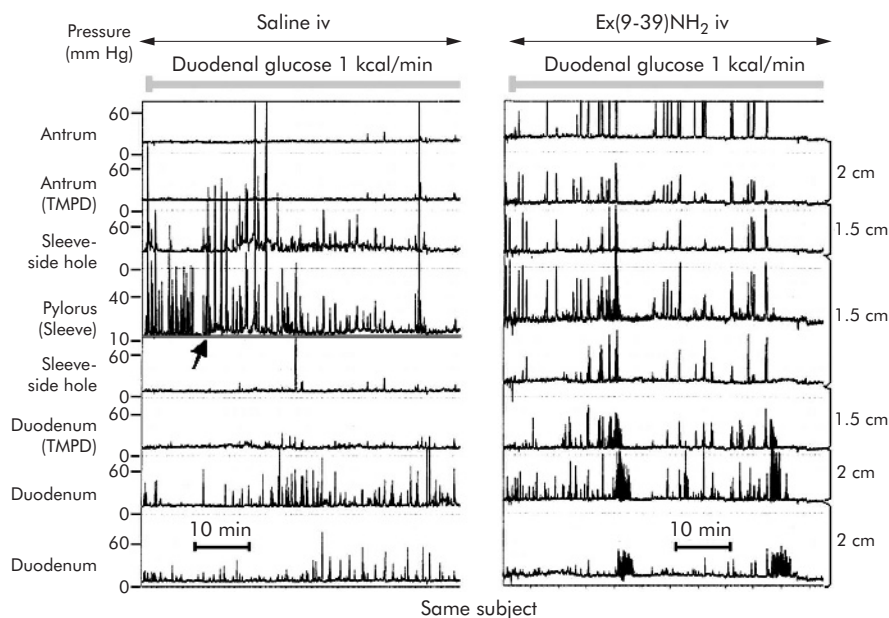 Pressure
(mm Hg)
Saline iv
Ex(9-39)NH₂ iv
Duodenal glucose 1 kcal/min
Duodenal glucose 1 kcal/min
60
Antrum
0
60
Antrum
(TMPD)
0
60
Sleeve-
side hole
0
40
Pylorus
(Sleeve)
10
60
Sleeve
side hole
0
60
Duodenum
(TMPD)
0
60
Duodenum
0
10 min
60
Duodenum
0
10 min
2 cm
1.5 cm
1.5 cm
1.5 cm
2 cm
2 cm
Same subject